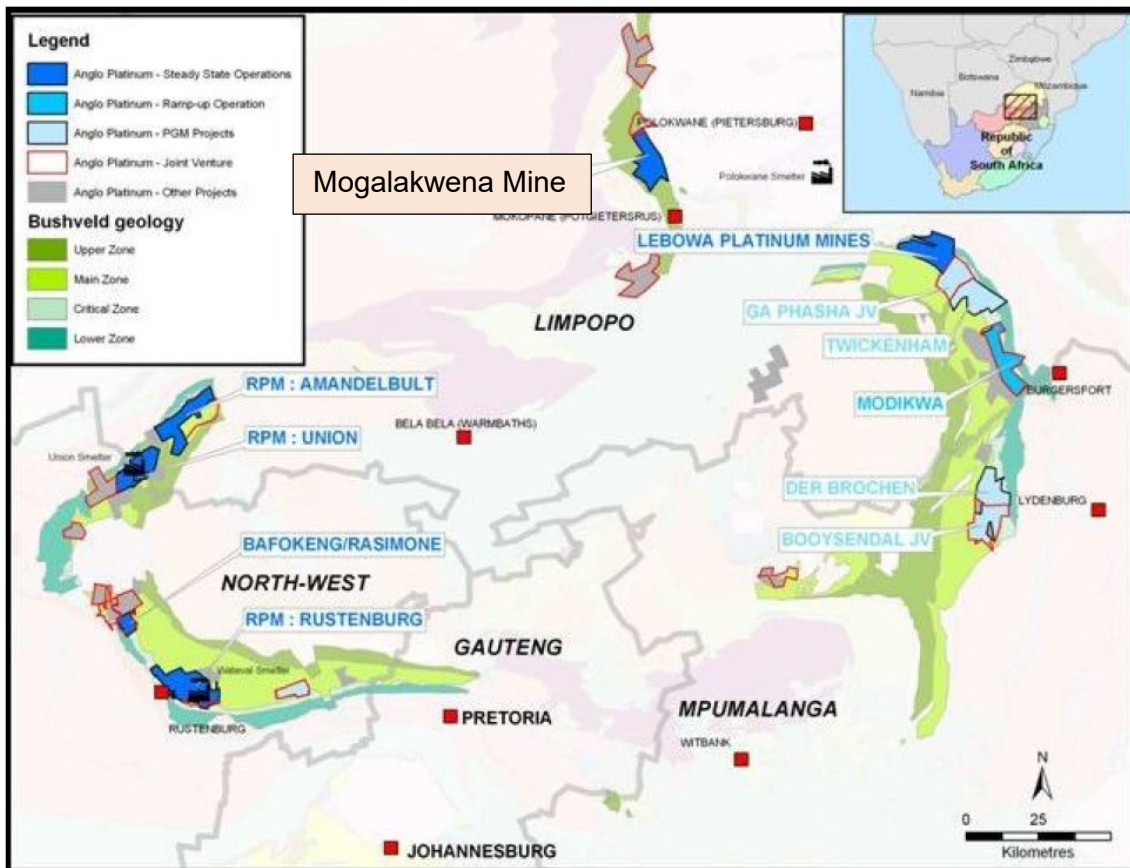 Legend
Anglo Platinum - Steady State Operations
Anglo Platinum - Ramp-up Operation
Anglo Platinum - PGM Projects
Anglo Platinum - Joint Venture
Anglo Platinum - Other Projects
Bushveld geology
Upper Zone
Main Zone
Critical Zone
Lower Zone
Zimbabwe
Botswana
Mozambique
Namibia
Republic
of
South Africa
POLOKWANE (PIETERSBURG)
Mogalakwena Mine
Polokwane Smelter
MOKOPANE (POTGIETERSRUS)
LEBOWA PLATINUM MINES
GA PHASHA JV
LIMPOPO
TWICKENHAM
RPM : AMANDELBULT
BURGERSFORT
MODIKWA
BELA BELA (WARMBATHS)
RPM : UNION
Union Smelter
DER BROCHEN
LYDENBURG
BOOYSENDAL JV
BAFOKENG/RASIMONE
NORTH-WEST
RPM : RUSTENBURG
GAUTENG
Waterval Smelter
MPUMALANGA
PRETORIA
RUSTENBURG
WITBANK
N
0 25
Kilometres
JOHANNESBURG